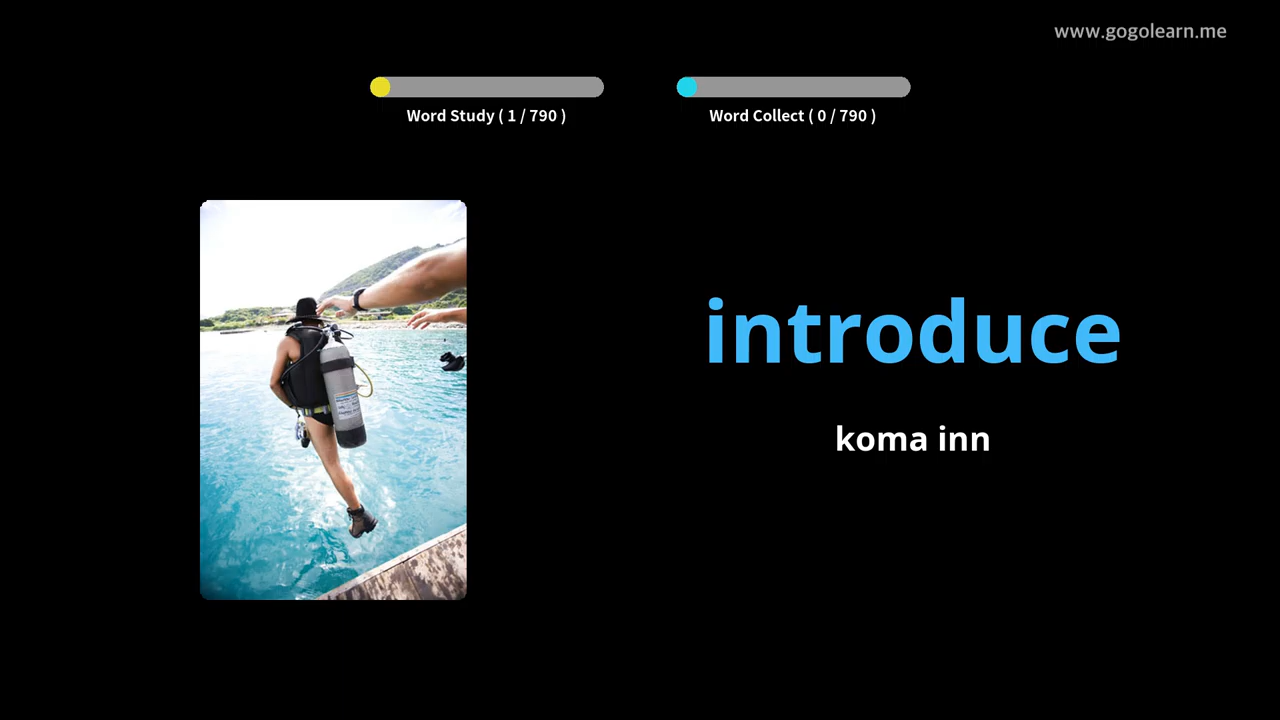 www.gogolearn.me
Word Study ( 1 / 790 )
Word Collect ( 0 / 790 )
introduce
koma inn